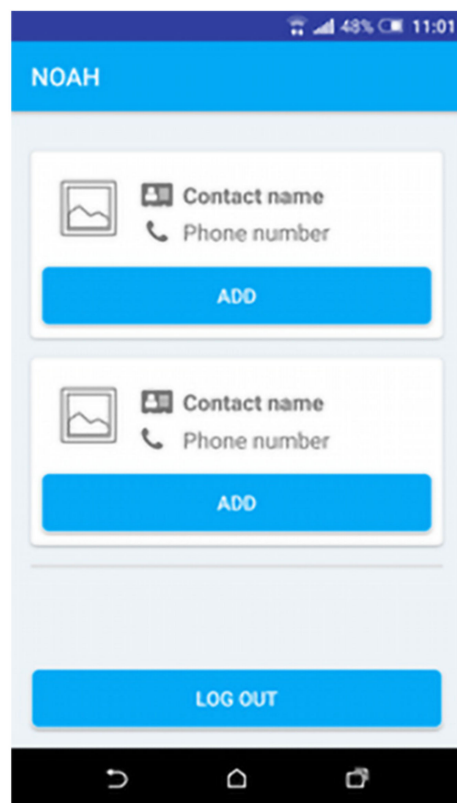 48% 11:01
NOAH
Contact name
Phone number
ADD
Contact name
Phone number
ADD
LOG OUT